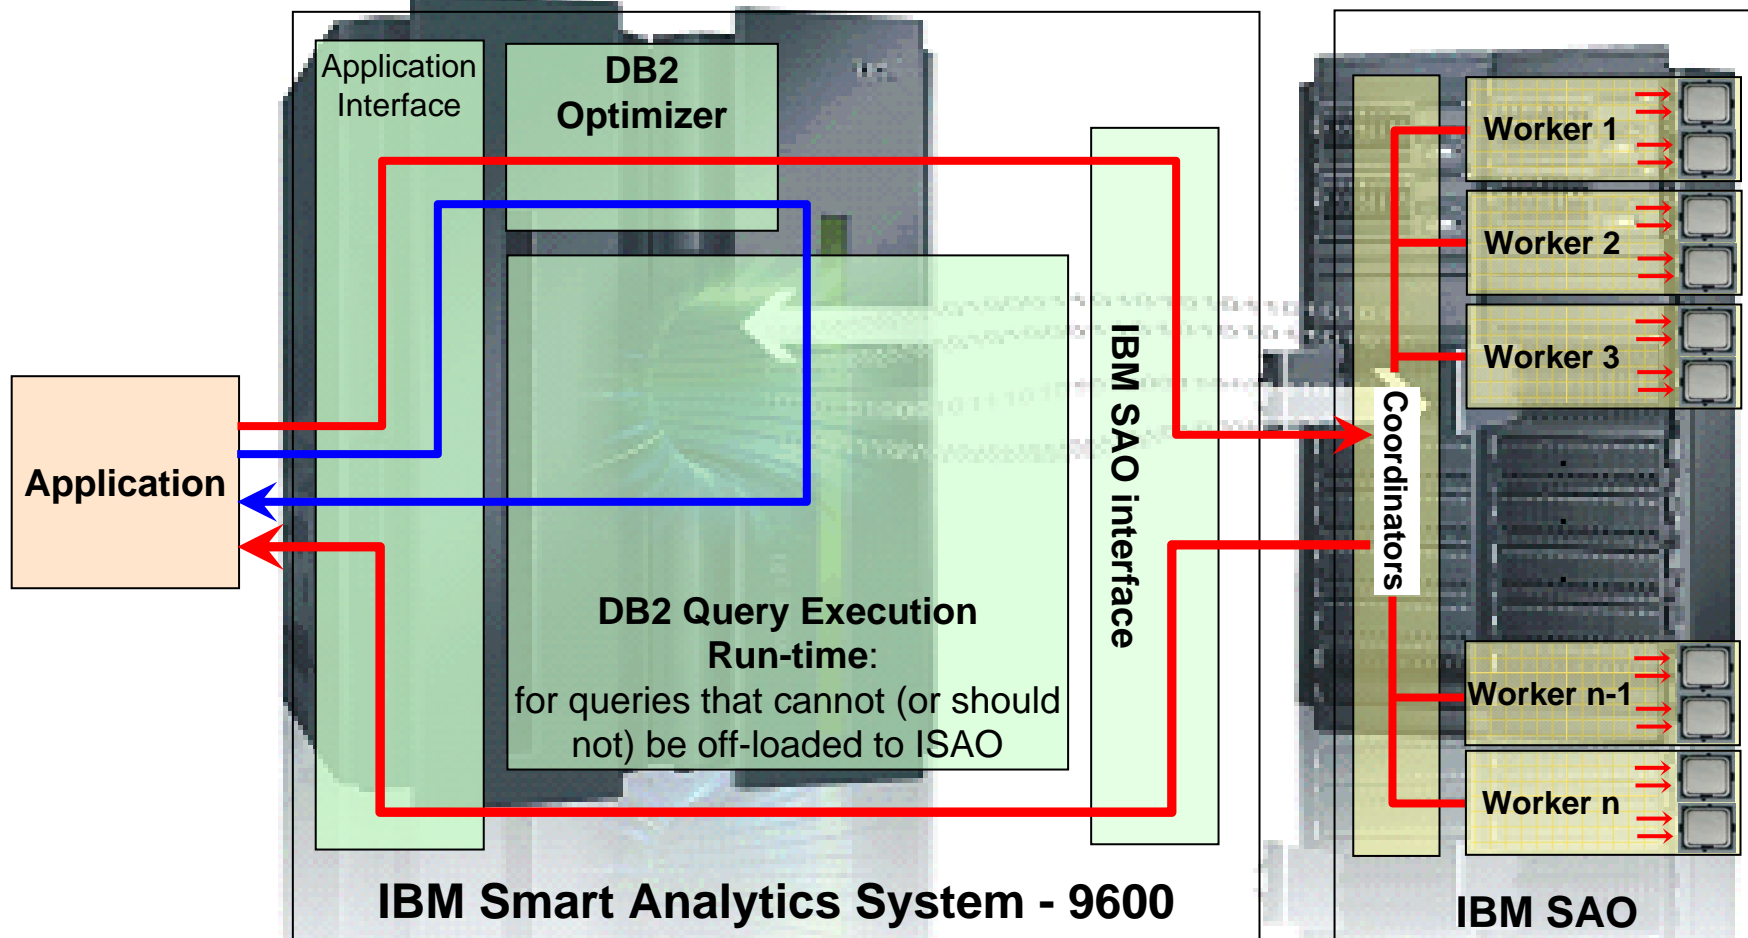 Application
Interface
DB2
Optimizer
Application
DB2 Query Execution
Run-time:
for queries that cannot (or should
not) be off-loaded to ISAO
IBM SAO interface
IBM Smart Analytics System - 9600
Coordinators
Worker 1
Worker 2
Worker 3
Worker n-1
Worker n
IBM SAO